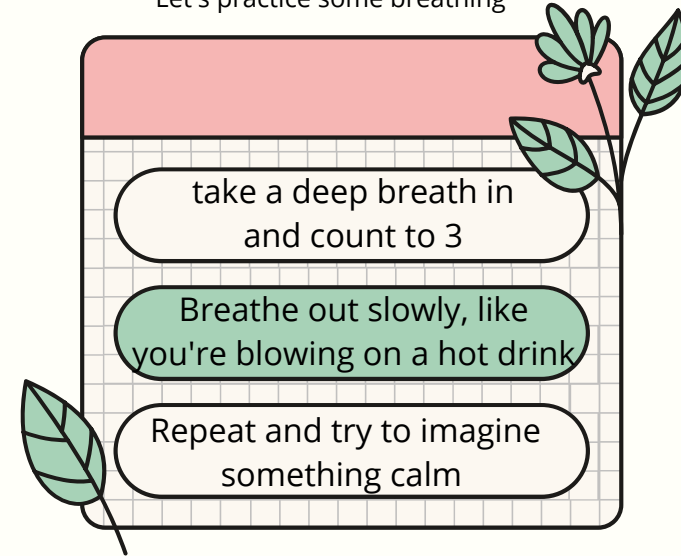 Let's practice some breathing
take a deep breath in
and count to 3
Breathe out slowly, like
you're blowing on a hot drink
Repeat and try to imagine
something calm